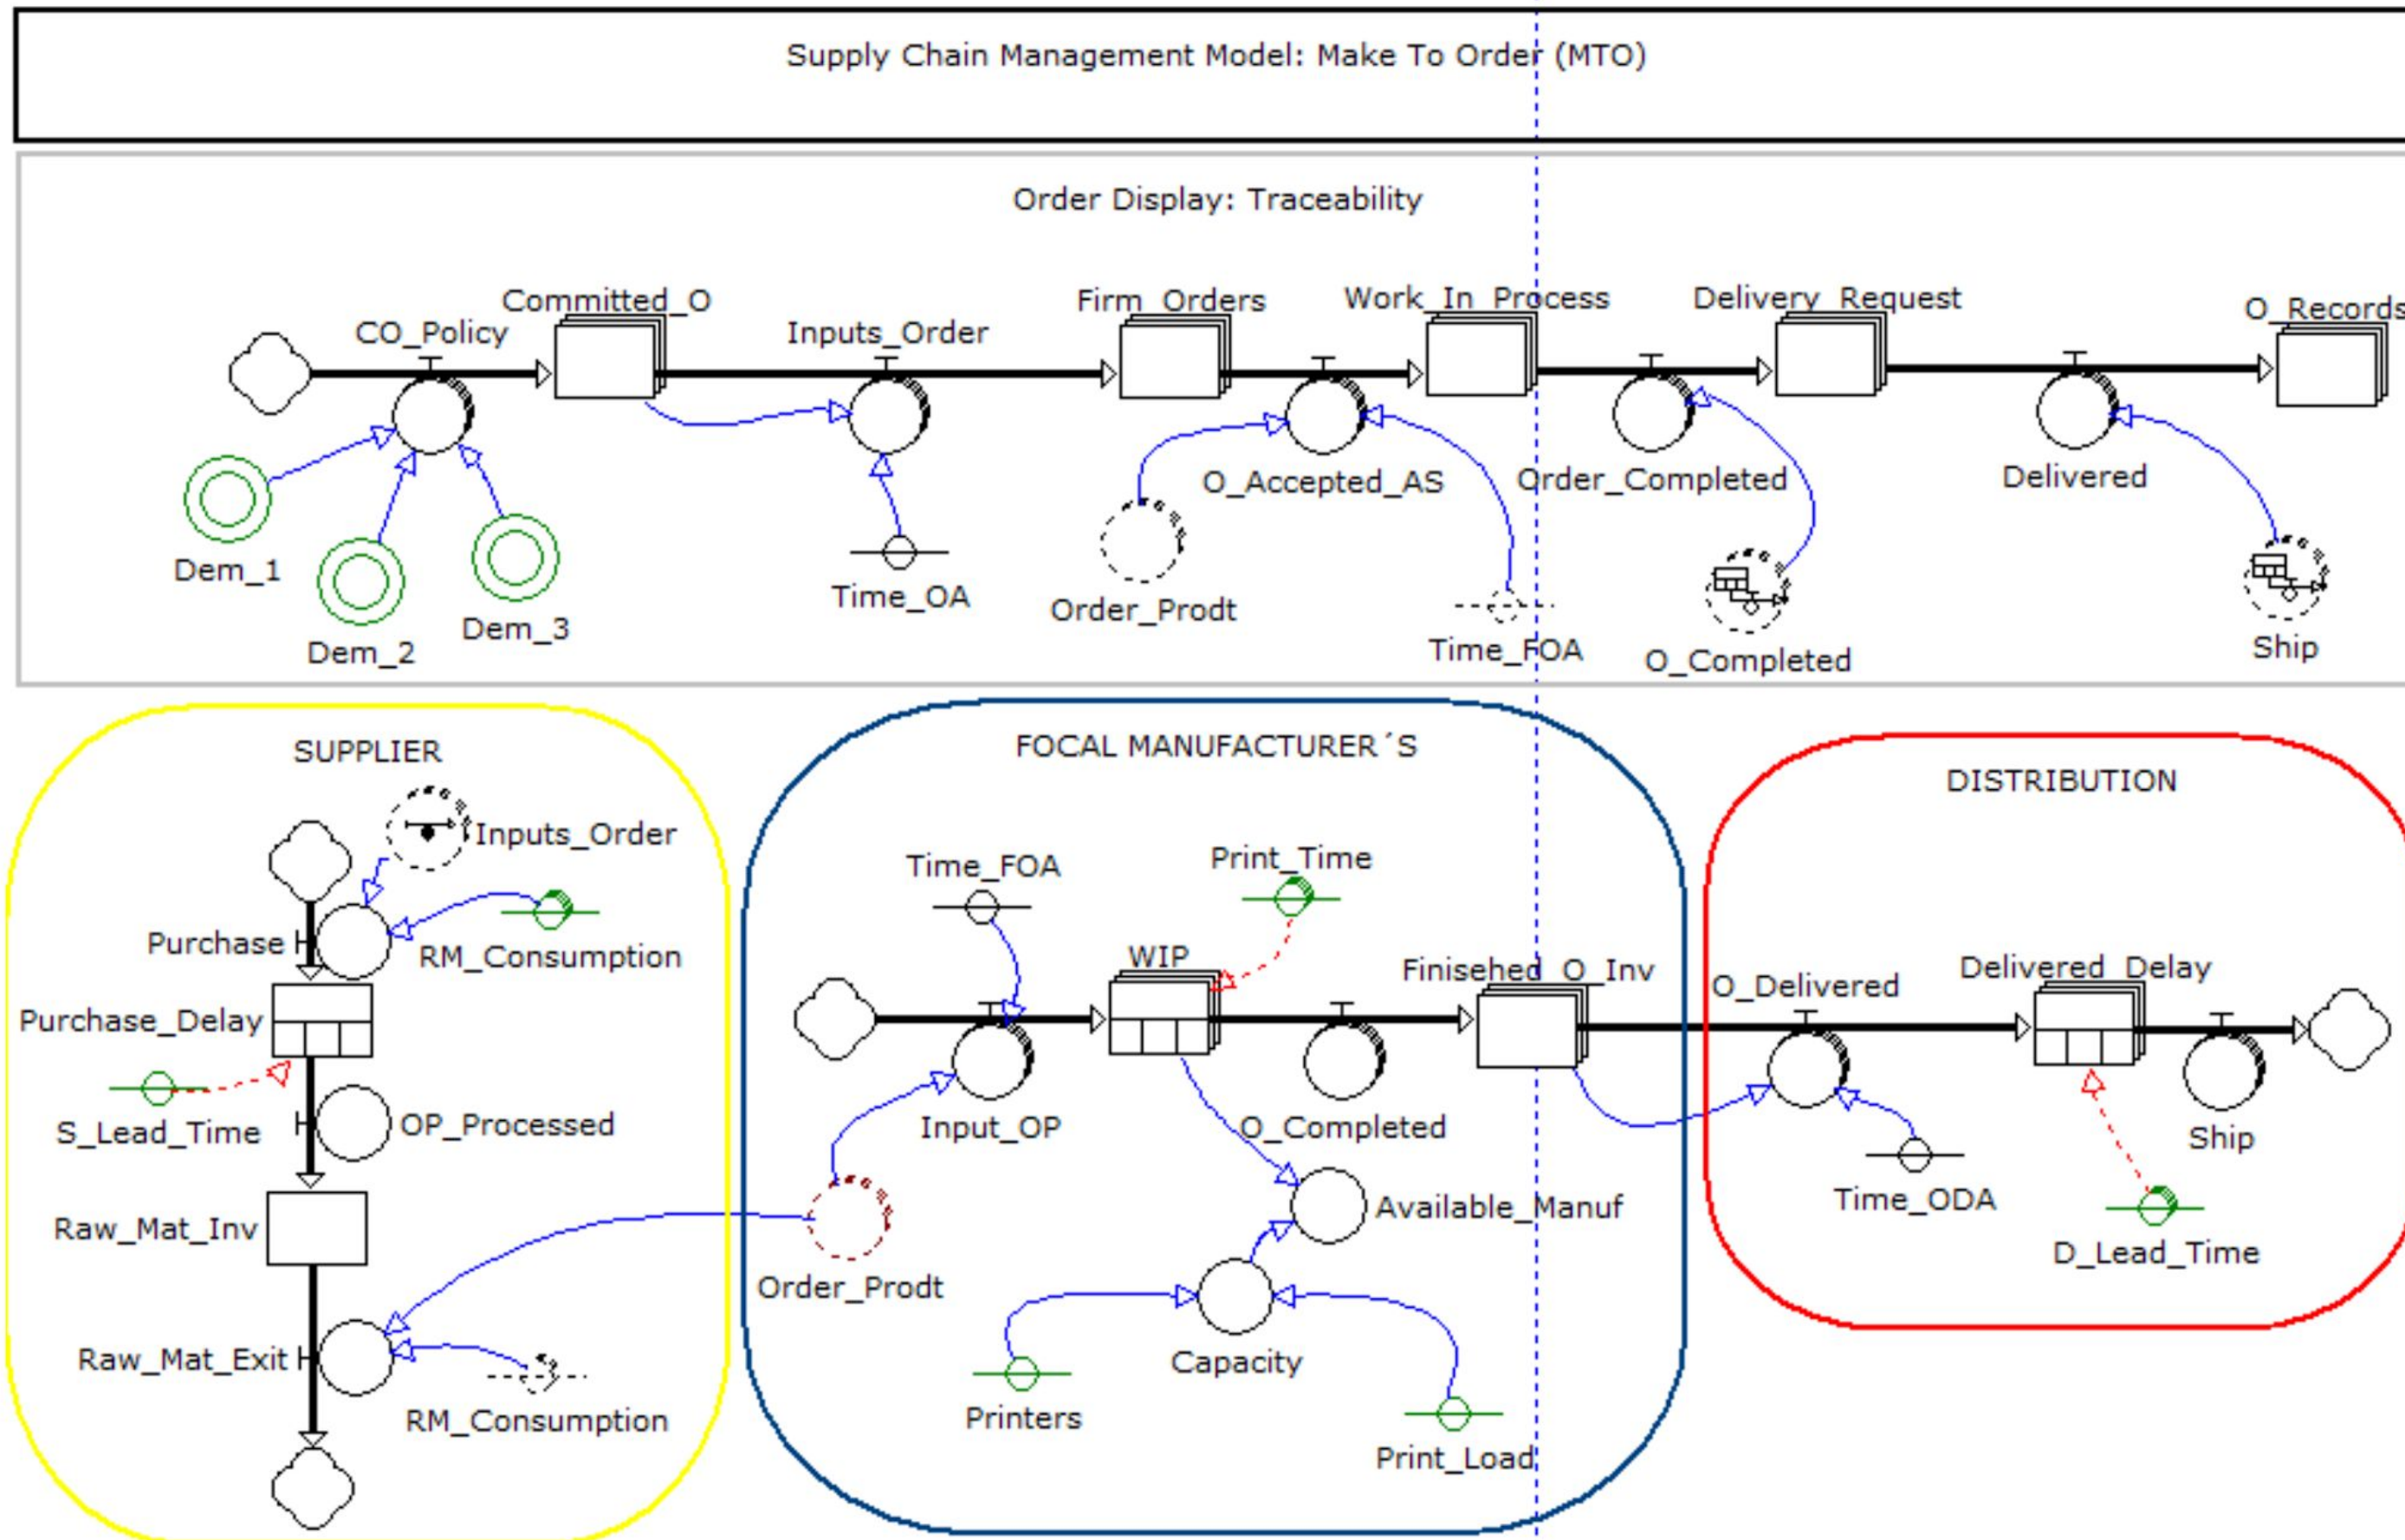 Supply Chain Management Model: Make To Order (MTO)
Order Display: Traceability
CO_Policy
Committed_O
Inputs_Order
Firm_Orders
Work_In_Process
Delivery_Request
O_Records
O_Accepted_AS
Order_Completed
Delivered
Dem_1
Dem_2
Dem_3
Time_OA
Order_Prodt
Time_FOA
O_Completed
Ship
SUPPLIER
Inputs_Order
Purchase
RM_Consumption
Purchase_Delay
S_Lead_Time
OP_Processed
Raw_Mat_Inv
Raw_Mat_Exit
RM_Consumption
FOCAL MANUFACTURER´S
Time_FOA
Print_Time
WIP
Finisehed_O_Inv
Input_OP
O_Completed
Available_Manuf
Order_Prodt
Capacity
Printers
Print_Load
DISTRIBUTION
O_Delivered
Delivered_Delay
Ship
Time_ODA
D_Lead_Time